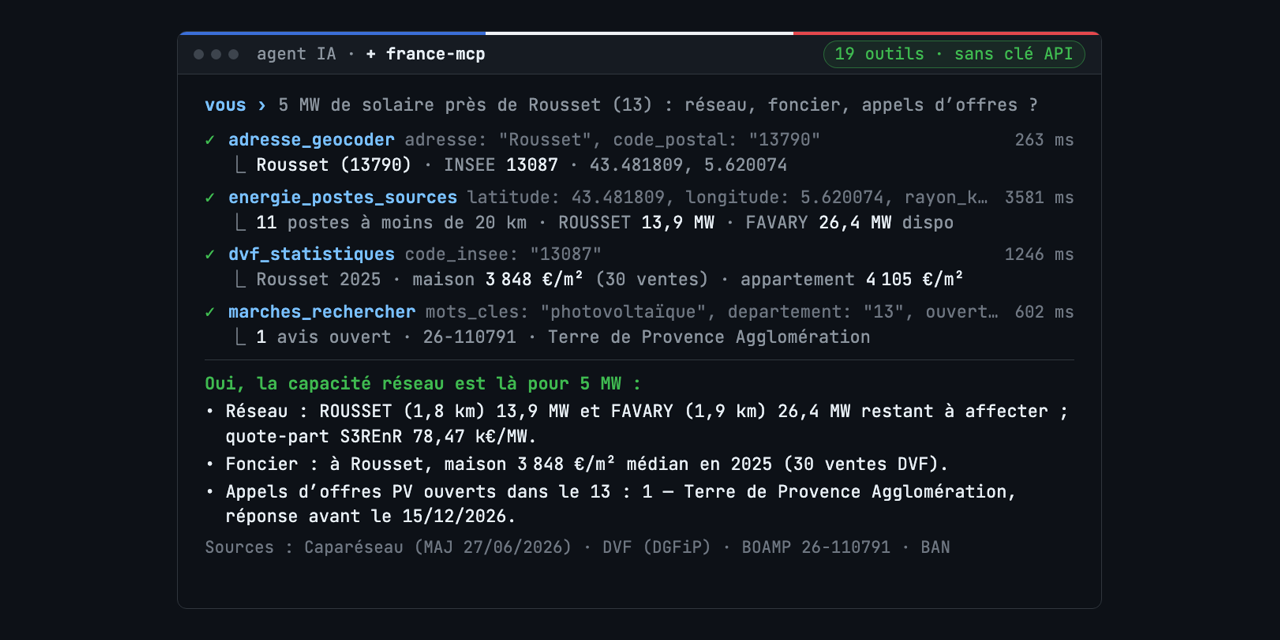 agent IA · + france-mcp
19 outils · sans clé API
vous › 5 MW de solaire près de Rousset (13) : réseau, foncier, appels d’offres ?
✓ adresse_geocoder adresse: "Rousset", code_postal: "13790" 263 ms
Rousset (13790) · INSEE 13087 · 43.481809, 5.620074
✓ energie_postes_sources latitude: 43.481809, longitude: 5.620074, rayon_k… 3581 ms
11 postes à moins de 20 km · ROUSSET 13,9 MW · FAVARY 26,4 MW dispo
✓ dvf_statistiques code_insee: "13087" 1246 ms
Rousset 2025 · maison 3 848 €/m² (30 ventes) · appartement 4 105 €/m²
✓ marches_rechercher mots_cles: "photovoltaïque", departement: "13", ouvert… 602 ms
1 avis ouvert · 26-110791 · Terre de Provence Agglomération
Oui, la capacité réseau est là pour 5 MW :
• Réseau : ROUSSET (1,8 km) 13,9 MW et FAVARY (1,9 km) 26,4 MW restant à affecter ;
quote-part S3REnR 78,47 k€/MW.
• Foncier : à Rousset, maison 3 848 €/m² médian en 2025 (30 ventes DVF).
• Appels d’offres PV ouverts dans le 13 : 1 — Terre de Provence Agglomération,
réponse avant le 15/12/2026.
Sources : Caparéseau (MAJ 27/06/2026) · DVF (DGFiP) · BOAMP 26-110791 · BAN